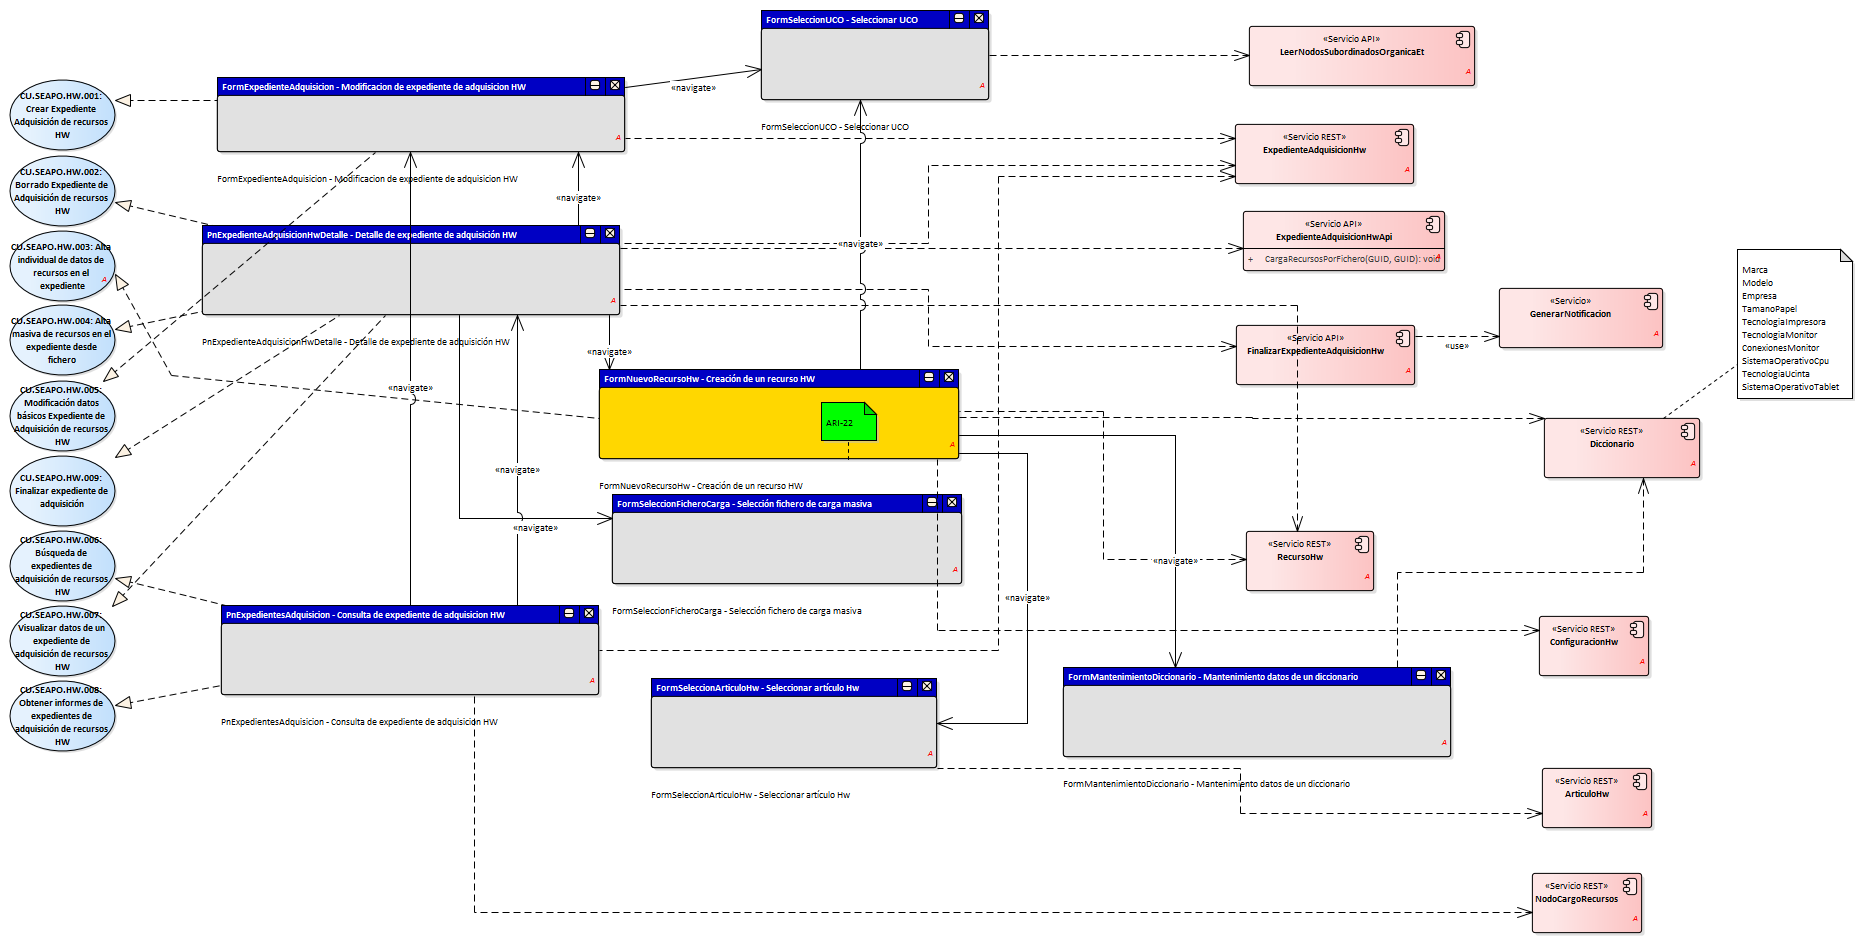 CU.SEAPO.HW.001:
Crear Expediente
Adquisición de recursos
HW
CU.SEAPO.HW.002:
Borrado Expediente de
Adquisición de recursos
HW
CU.SEAPO.HW.003: Alta
individual de datos de
recursos en el
expediente
A
CU.SEAPO.HW.004: Alta
masiva de recursos en el
expediente desde
fichero
CU.SEAPO.HW.005:
Modificación datos
básicos Expediente de
Adquisición de recursos
HW
CU.SEAPO.HW.009:
Finalizar expediente de
adquisición
CU.SEAPO.HW.006:
Búsqueda de
expedientes de
adquisición de recursos
HW
CU.SEAPO.HW.007:
Visualizar datos de un
expediente de
adquisición de recursos
HW
CU.SEAPO.HW.008:
Obtener informes de
expedientes de
adquisición de recursos
HW
FormExpedienteAdquisicion - Modificacion de expediente de adquisicion HW
A
FormExpedienteAdquisicion - Modificacion de expediente de adquisicion HW
«navigate»
FormSeleccionUCO - Seleccionar UCO
A
FormSeleccionUCO - Seleccionar UCO
«navigate»
PnExpedienteAdquisicionHwDetalle - Detalle de expediente de adquisición HW
A
PnExpedienteAdquisicionHwDetalle - Detalle de expediente de adquisición HW
«navigate»
«navigate»
«navigate»
FormNuevoRecursoHw - Creación de un recurso HW
ARI-22
A
FormNuevoRecursoHw - Creación de un recurso HW
«navigate»
«navigate»
FormSeleccionFicheroCarga - Selección fichero de carga masiva
A
FormSeleccionFicheroCarga - Selección fichero de carga masiva
PnExpedientesAdquisicion - Consulta de expediente de adquisicion HW
A
PnExpedientesAdquisicion - Consulta de expediente de adquisicion HW
«navigate»
«navigate»
FormSeleccionArticuloHw - Seleccionar artículo Hw
A
FormSeleccionArticuloHw - Seleccionar artículo Hw
FormMantenimientoDiccionario - Mantenimiento datos de un diccionario
A
FormMantenimientoDiccionario - Mantenimiento datos de un diccionario
«Servicio API»
LeerNodosSubordinadosOrganicaEt
A
«Servicio REST»
ExpedienteAdquisicionHw
A
«Servicio API»
ExpedienteAdquisicionHwApi
+ CargaRecursosPorFichero(GUID, GUID): void
A
«Servicio»
GenerarNotificacion
A
«Servicio API»
FinalizarExpedienteAdquisicionHw
A
«use»
Marca
Modelo
Empresa
TamanoPapel
TecnologiaImpresora
TecnologiaMonitor
ConexionesMonitor
SistemaOperativoCpu
TecnologiaUcinta
SistemaOperativoTablet
«Servicio REST»
Diccionario
A
«Servicio REST»
RecursoHw
A
«Servicio REST»
ConfiguracionHw
A
«Servicio REST»
ArticuloHw
A
«Servicio REST»
NodoCargoRecursos
A